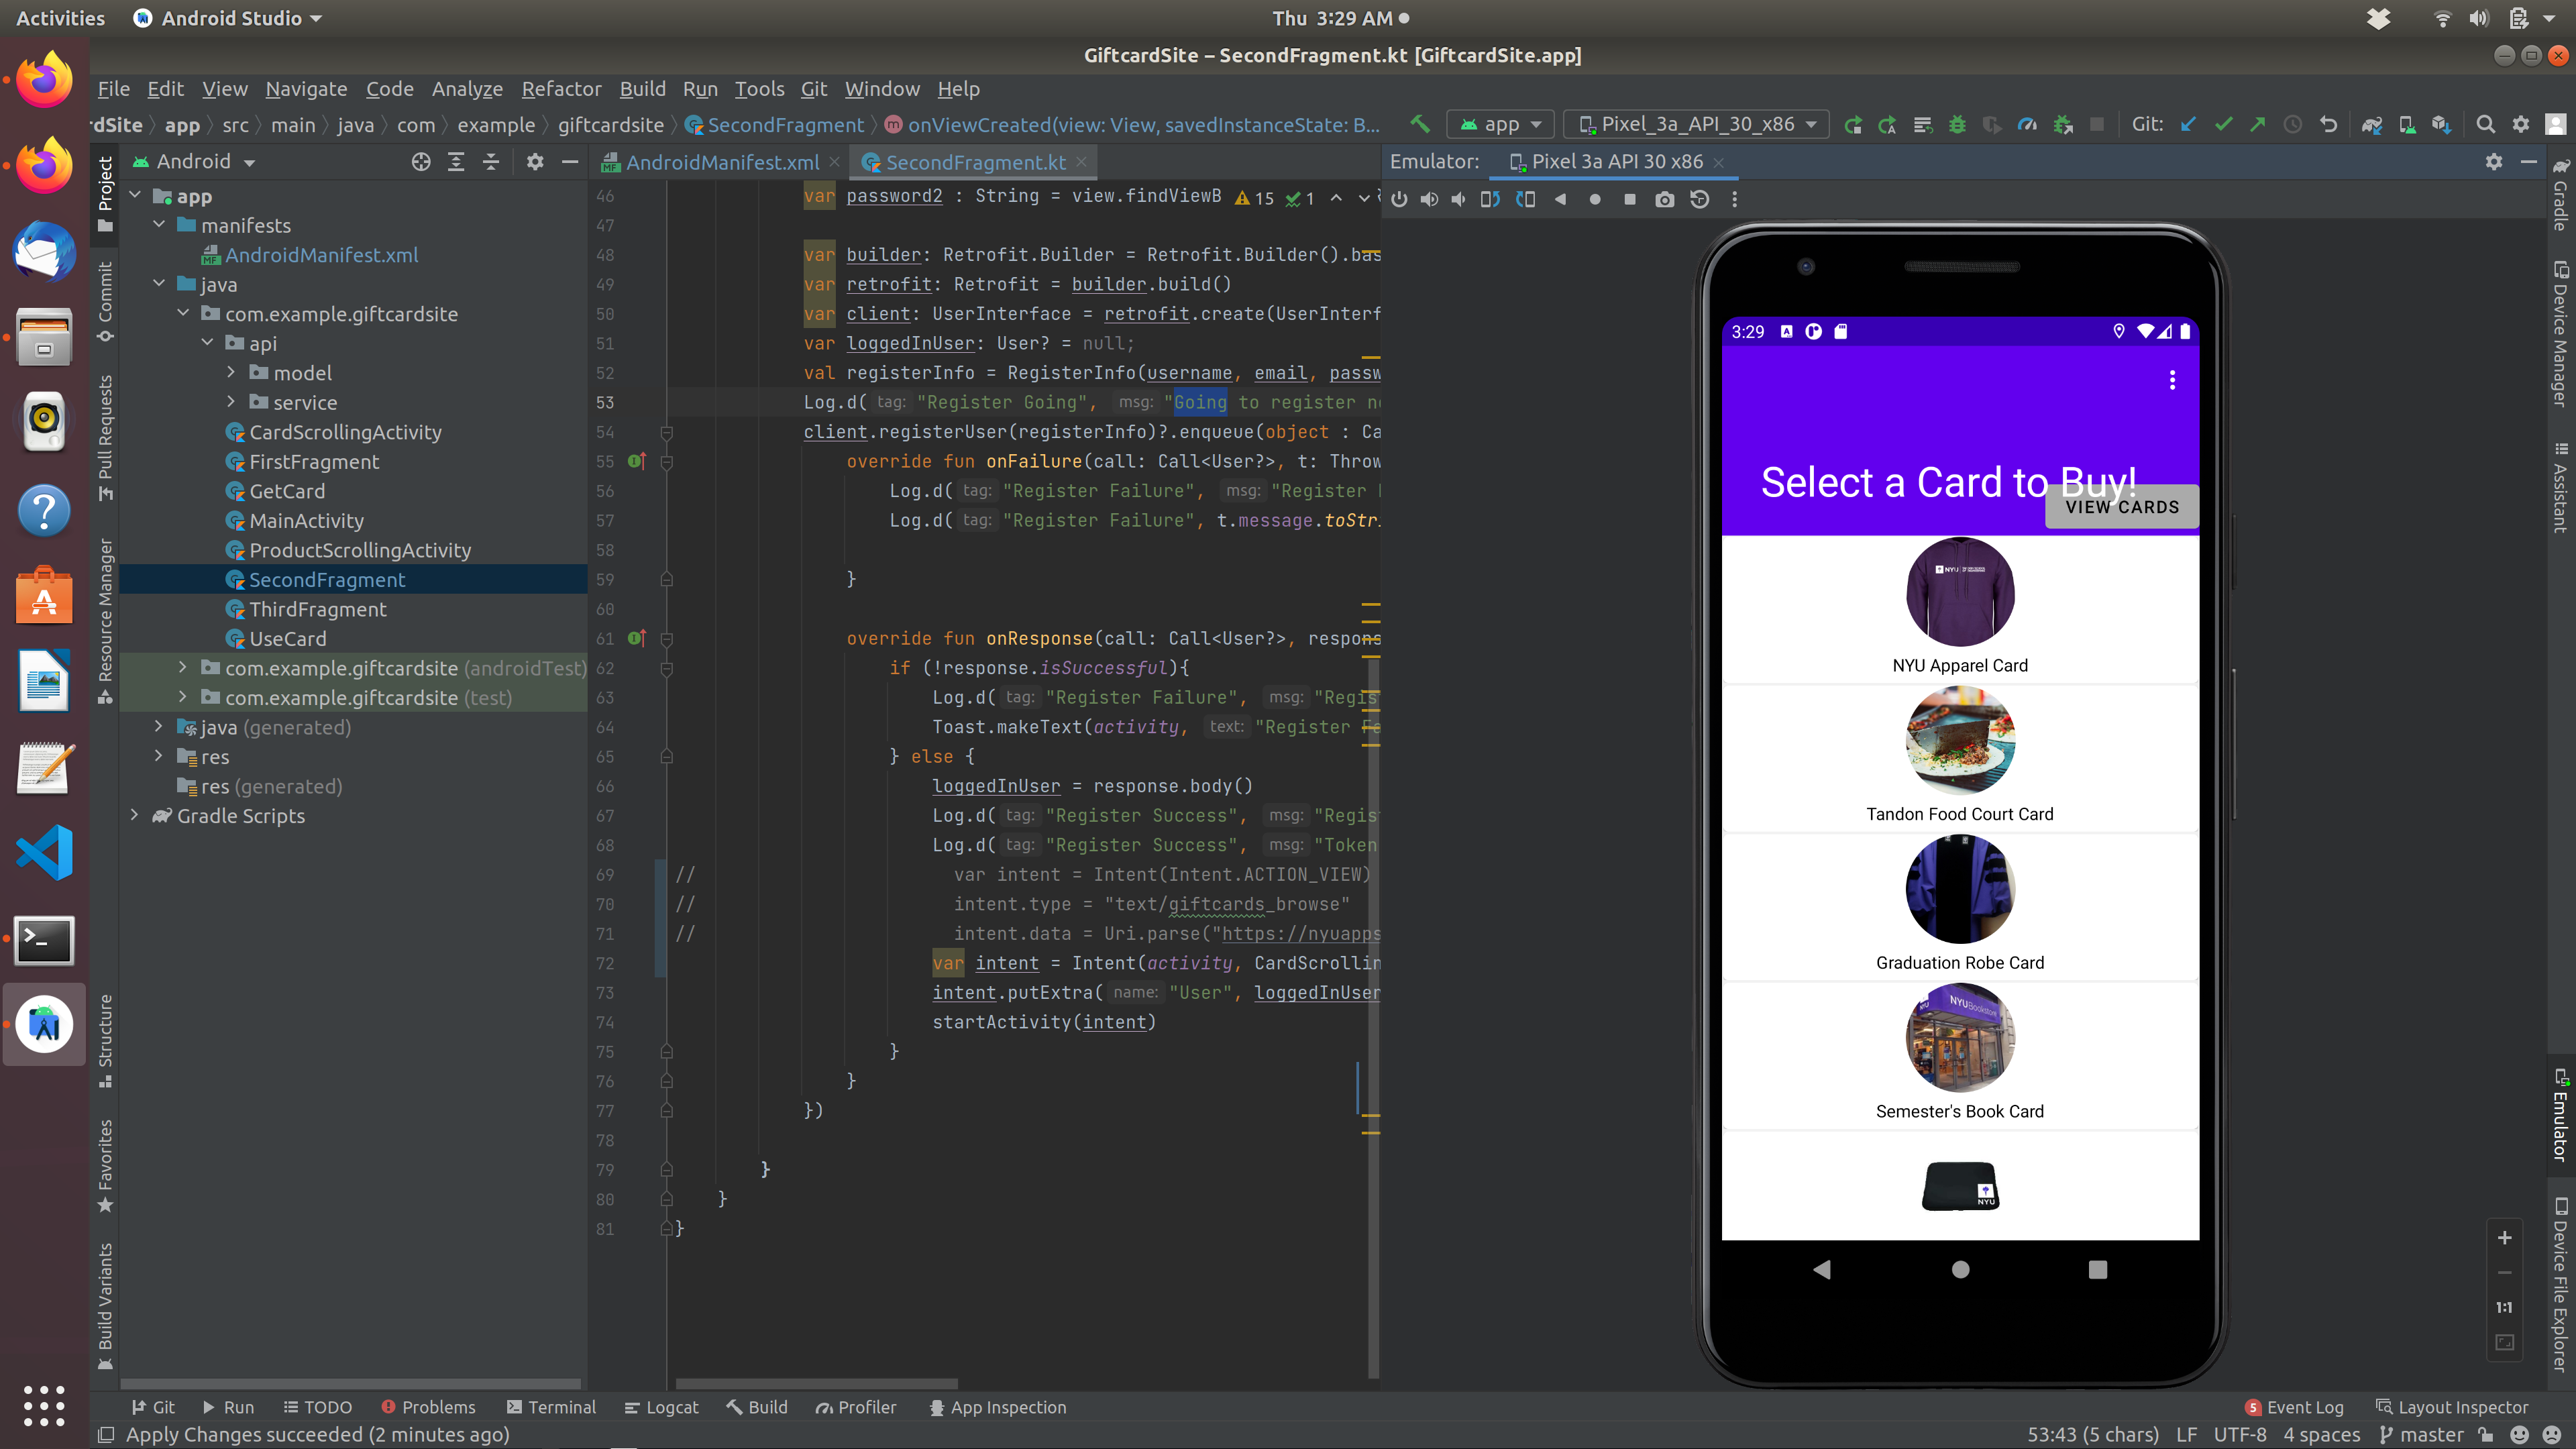 Activities Android Studio Thu 3:29 AM
GiftcardSite – SecondFragment.kt [GiftcardSite.app]
File Edit View Navigate Code Analyze Refactor Build Run Tools Git Window Help
rdSite app src main java com example giftcardsite SecondFragment onViewCreated(view: View, savedInstanceState: B... app Pixel_3a_API_30_x86 Git:
Android AndroidManifest.xml SecondFragment.kt Emulator: Pixel 3a API 30 x86
Project
Commit
Pull Requests
Resource Manager
Structure
Favorites
Build Variants
app
manifests
AndroidManifest.xml
java
com.example.giftcardsite
api
model
service
CardScrollingActivity
FirstFragment
GetCard
MainActivity
ProductScrollingActivity
SecondFragment
ThirdFragment
UseCard
com.example.giftcardsite (androidTest)
com.example.giftcardsite (test)
java (generated)
res
res (generated)
Gradle Scripts
46 var password2 : String = view.findViewB 15 1
47
48 var builder: Retrofit.Builder = Retrofit.Builder().bas
49 var retrofit: Retrofit = builder.build()
50 var client: UserInterface = retrofit.create(UserInterf
51 var loggedInUser: User? = null;
52 val registerInfo = RegisterInfo(username, email, passw
53 Log.d( tag: "Register Going", msg: "Going to register n
54 client.registerUser(registerInfo)?.enqueue(object : Ca
55 override fun onFailure(call: Call<User?>, t: Throw
56 Log.d( tag: "Register Failure", msg: "Register
57 Log.d( tag: "Register Failure", t.message.toStri
58
59 }
60
61 override fun onResponse(call: Call<User?>, respons
62 if (!response.isSuccessful){
63 Log.d( tag: "Register Failure", msg: "Regis
64 Toast.makeText(activity, text: "Register Fa
65 } else {
66 loggedInUser = response.body()
67 Log.d( tag: "Register Success", msg: "Regis
68 Log.d( tag: "Register Success", msg: "Token
69 // var intent = Intent(Intent.ACTION_VIEW)
70 // intent.type = "text/giftcards_browse"
71 // intent.data = Uri.parse("https://nyuapps
72 var intent = Intent(activity, CardScrollin
73 intent.putExtra( name: "User", loggedInUser
74 startActivity(intent)
75 }
76 }
77 })
78
79 }
80 }
81 }
3:29
Select a Card to Buy!
VIEW CARDS
NYU
NYU Apparel Card
Tandon Food Court Card
Graduation Robe Card
NYUBookstore
Semester's Book Card
NYU
1:1
Gradle
Device Manager
Assistant
Emulator
Device File Explorer
Git Run TODO Problems Terminal Logcat Build Profiler App Inspection 5 Event Log Layout Inspector
Apply Changes succeeded (2 minutes ago) 53:43 (5 chars) LF UTF-8 4 spaces master